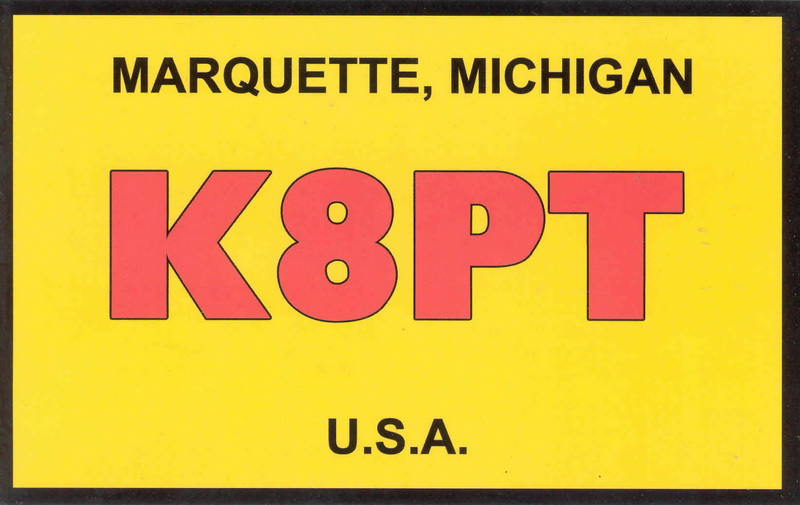 MARQUETTE, MICHIGAN
K8PT
U.S.A.